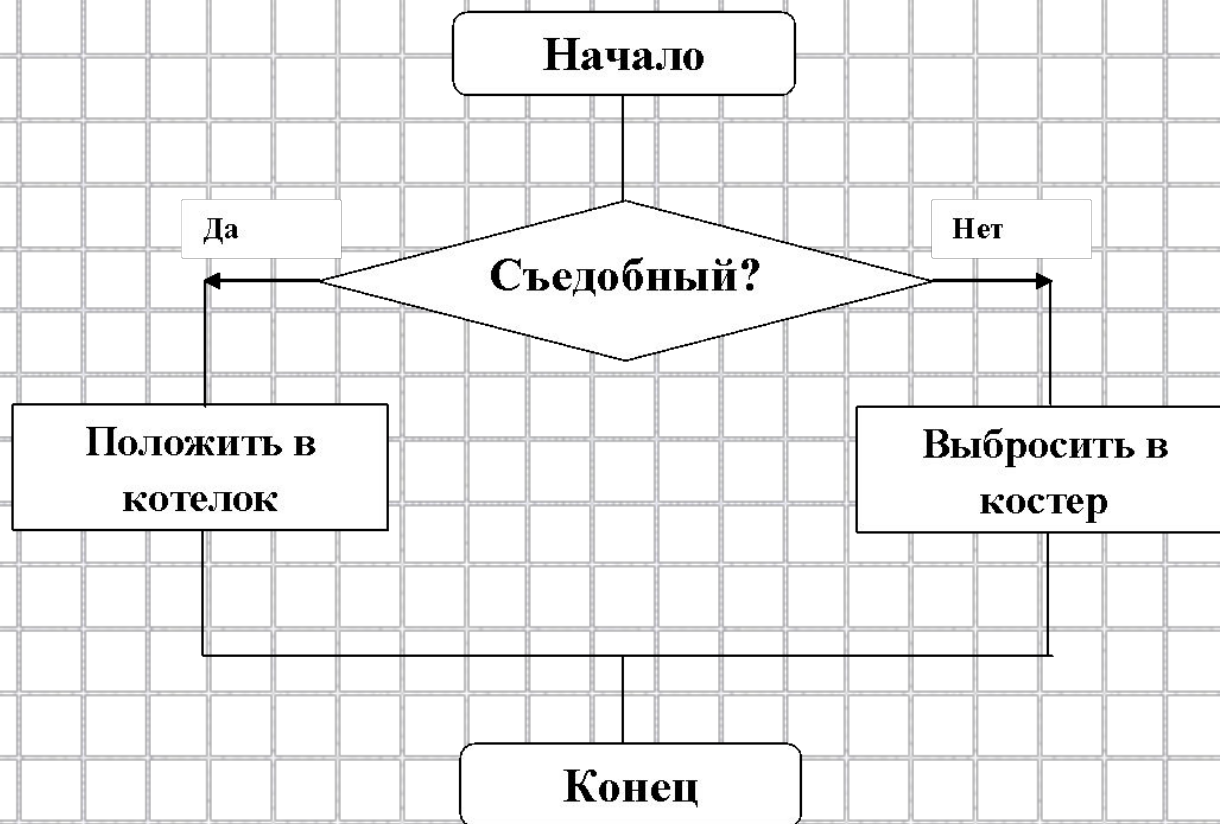 Начало
Да
Нет
Съедобный?
Положить в
котелок
Выбросить в
костер
Конец